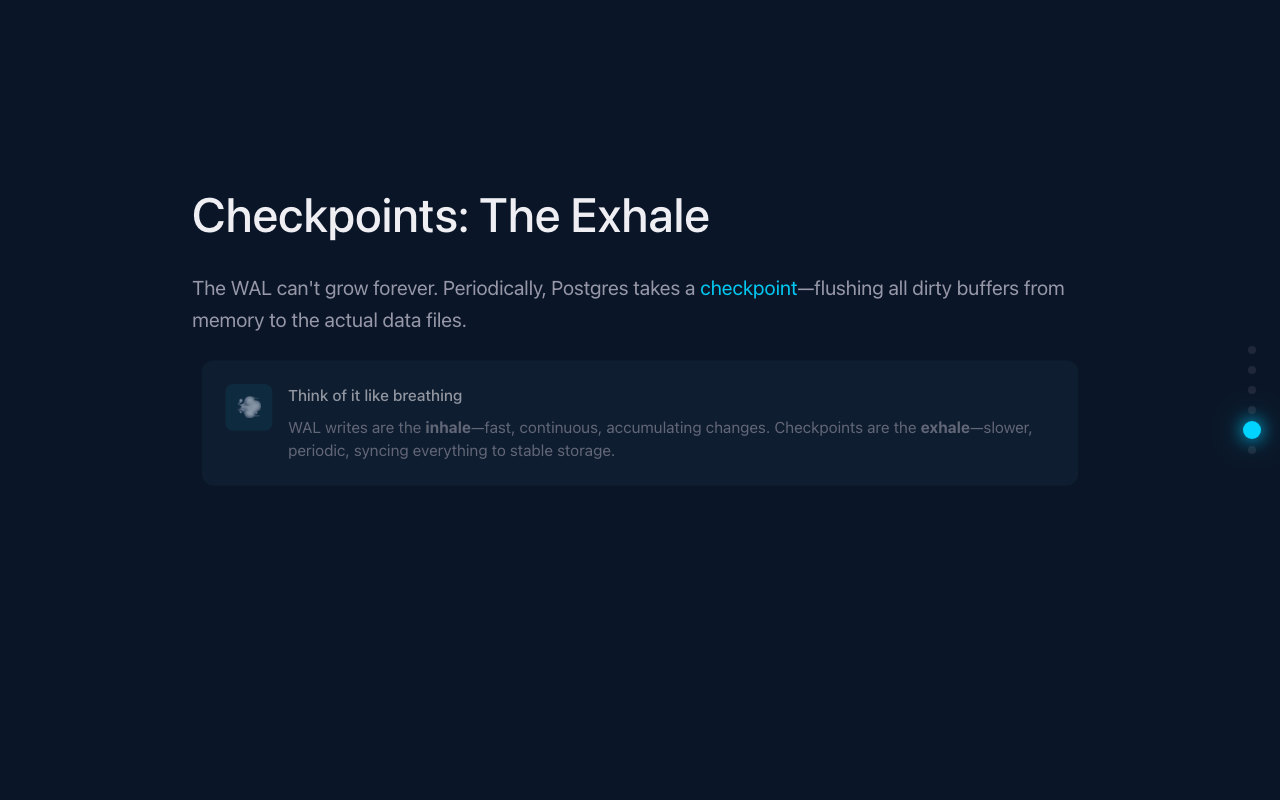 Checkpoints: The Exhale
The WAL can't grow forever. Periodically, Postgres takes a checkpoint—flushing all dirty buffers from
memory to the actual data files.
Think of it like breathing
WAL writes are the inhale—fast, continuous, accumulating changes. Checkpoints are the exhale—slower,
periodic, syncing everything to stable storage.